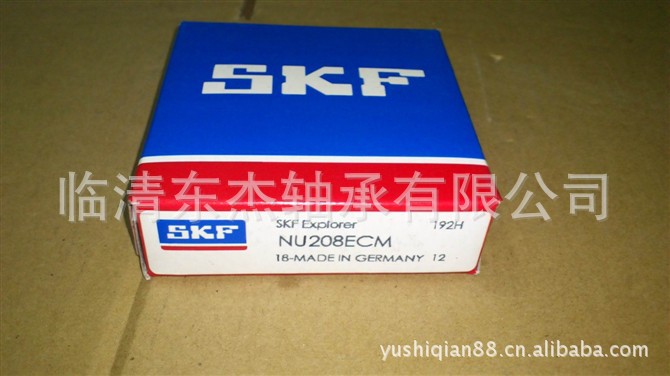 SKF
临清东杰轴承有限公司
SKF Explorer 192H
SKF NU208ECM
18-MADE IN GERMANY 12
yushiqian88.cn.alibaba.com